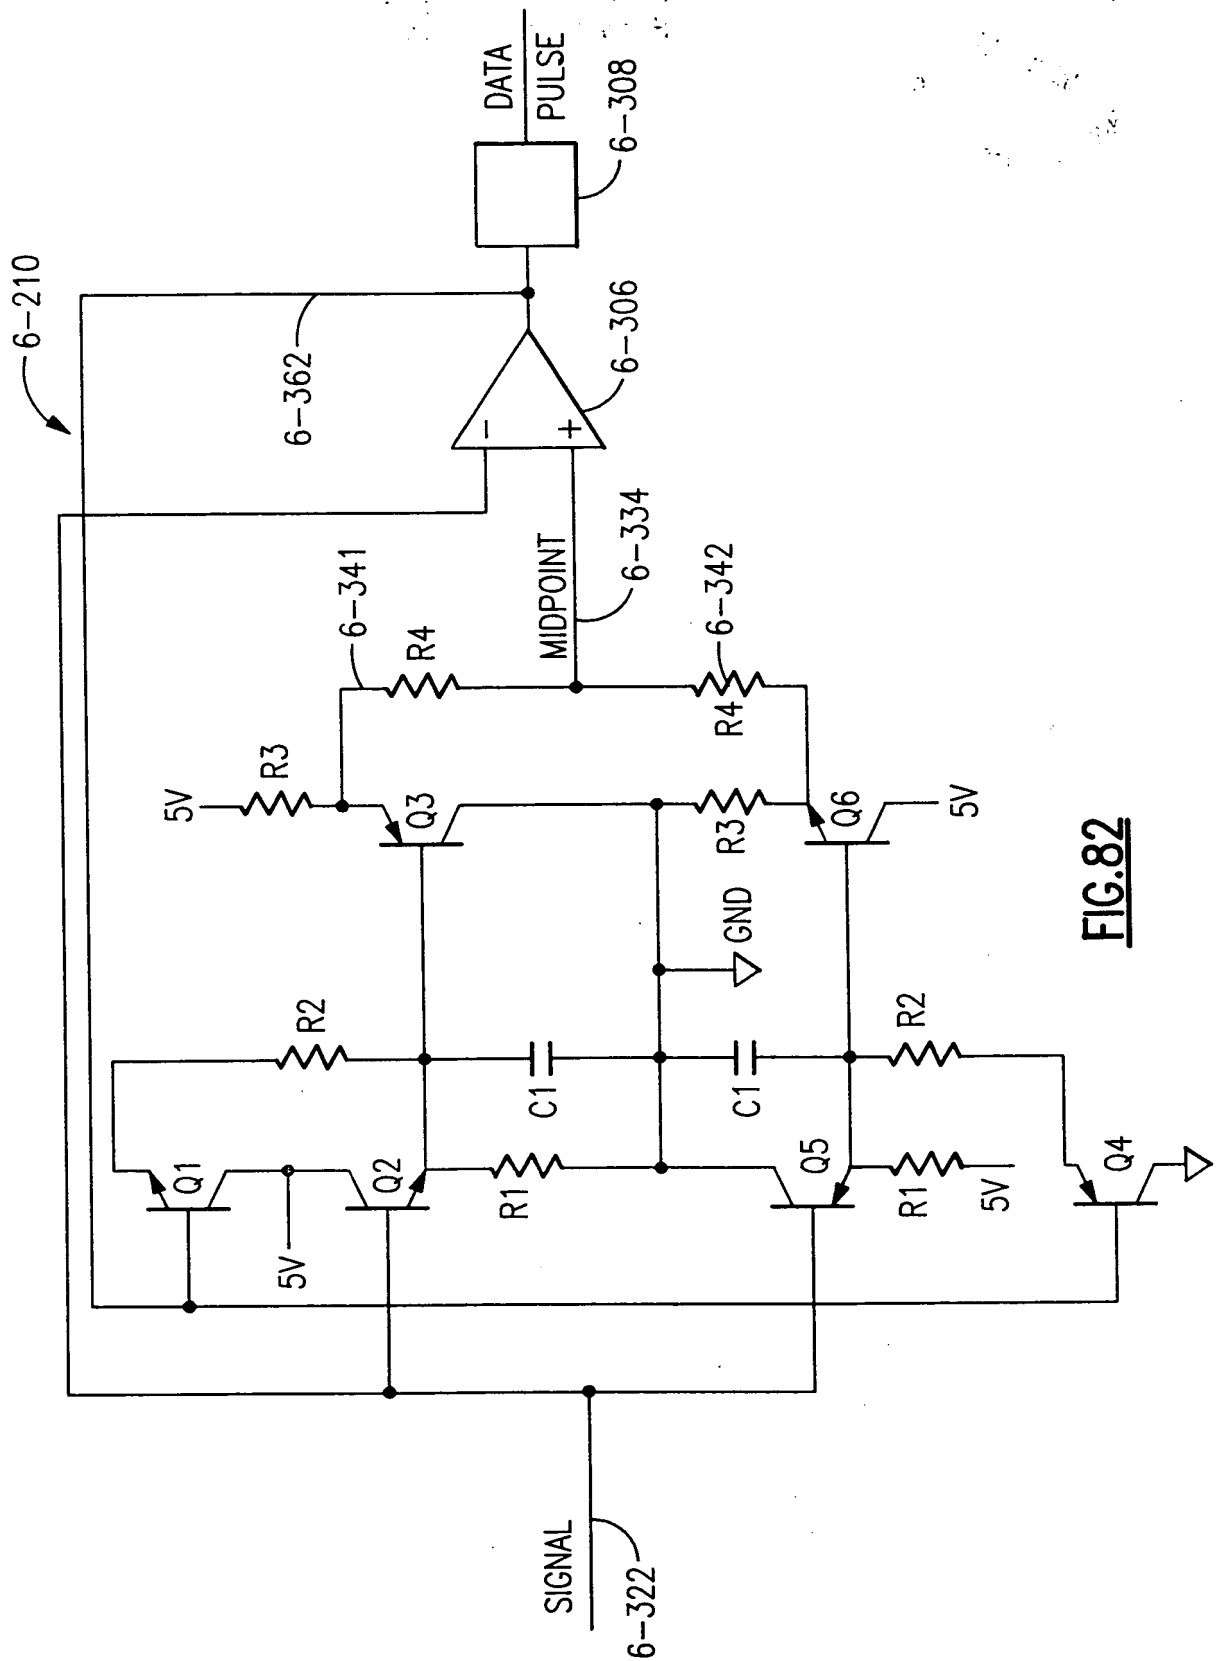 6-210
6-362
DATA
PULSE
6-308
6-306
6-341
R4
MIDPOINT
6-334
6-342
R4
5V
R3
Q3
R3
Q6
5V
GND
R2
C1
C1
R2
Q1
5V
Q2
R1
Q5
R1
5V
Q4
SIGNAL
6-322
-
+
FIG.82